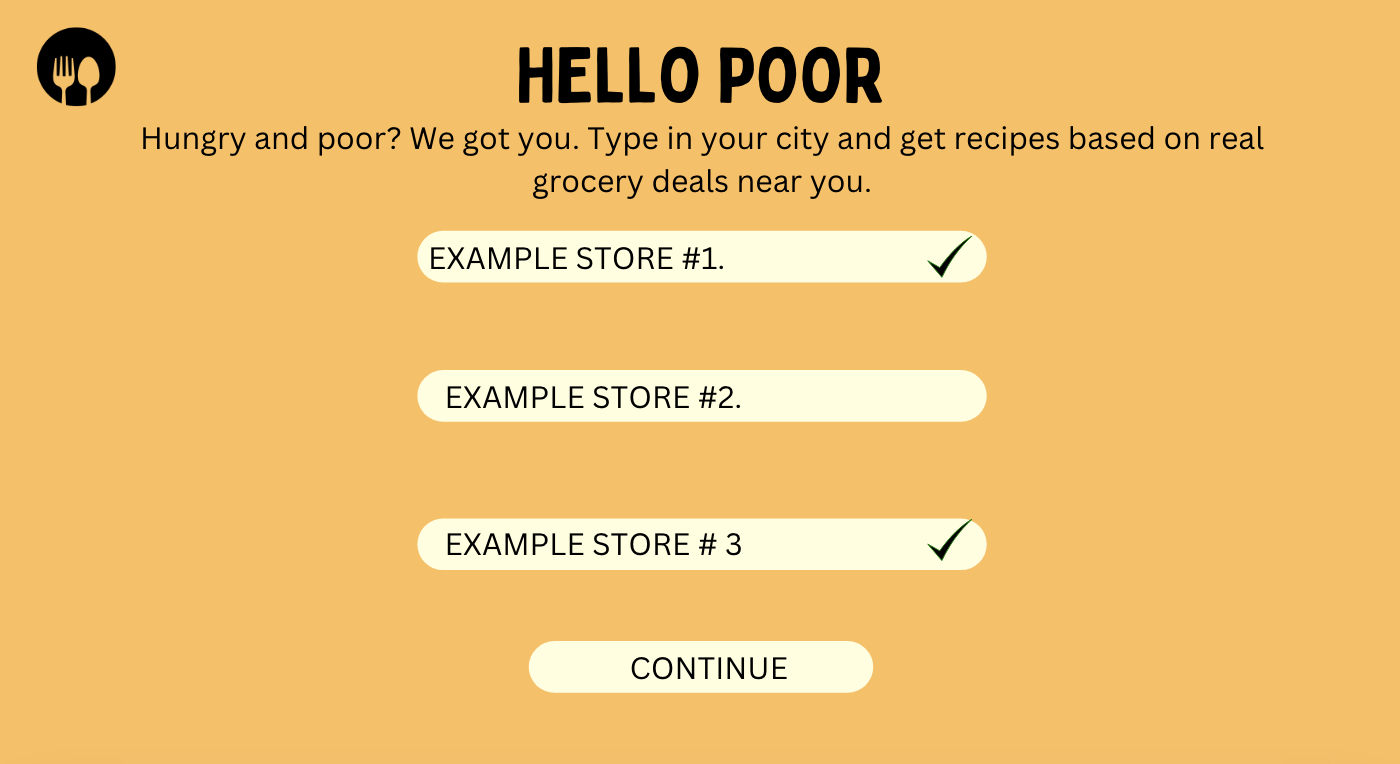 HELLO POOR
Hungry and poor? We got you. Type in your city and get recipes based on real
grocery deals near you.
EXAMPLE STORE #1.
EXAMPLE STORE #2.
EXAMPLE STORE # 3
CONTINUE